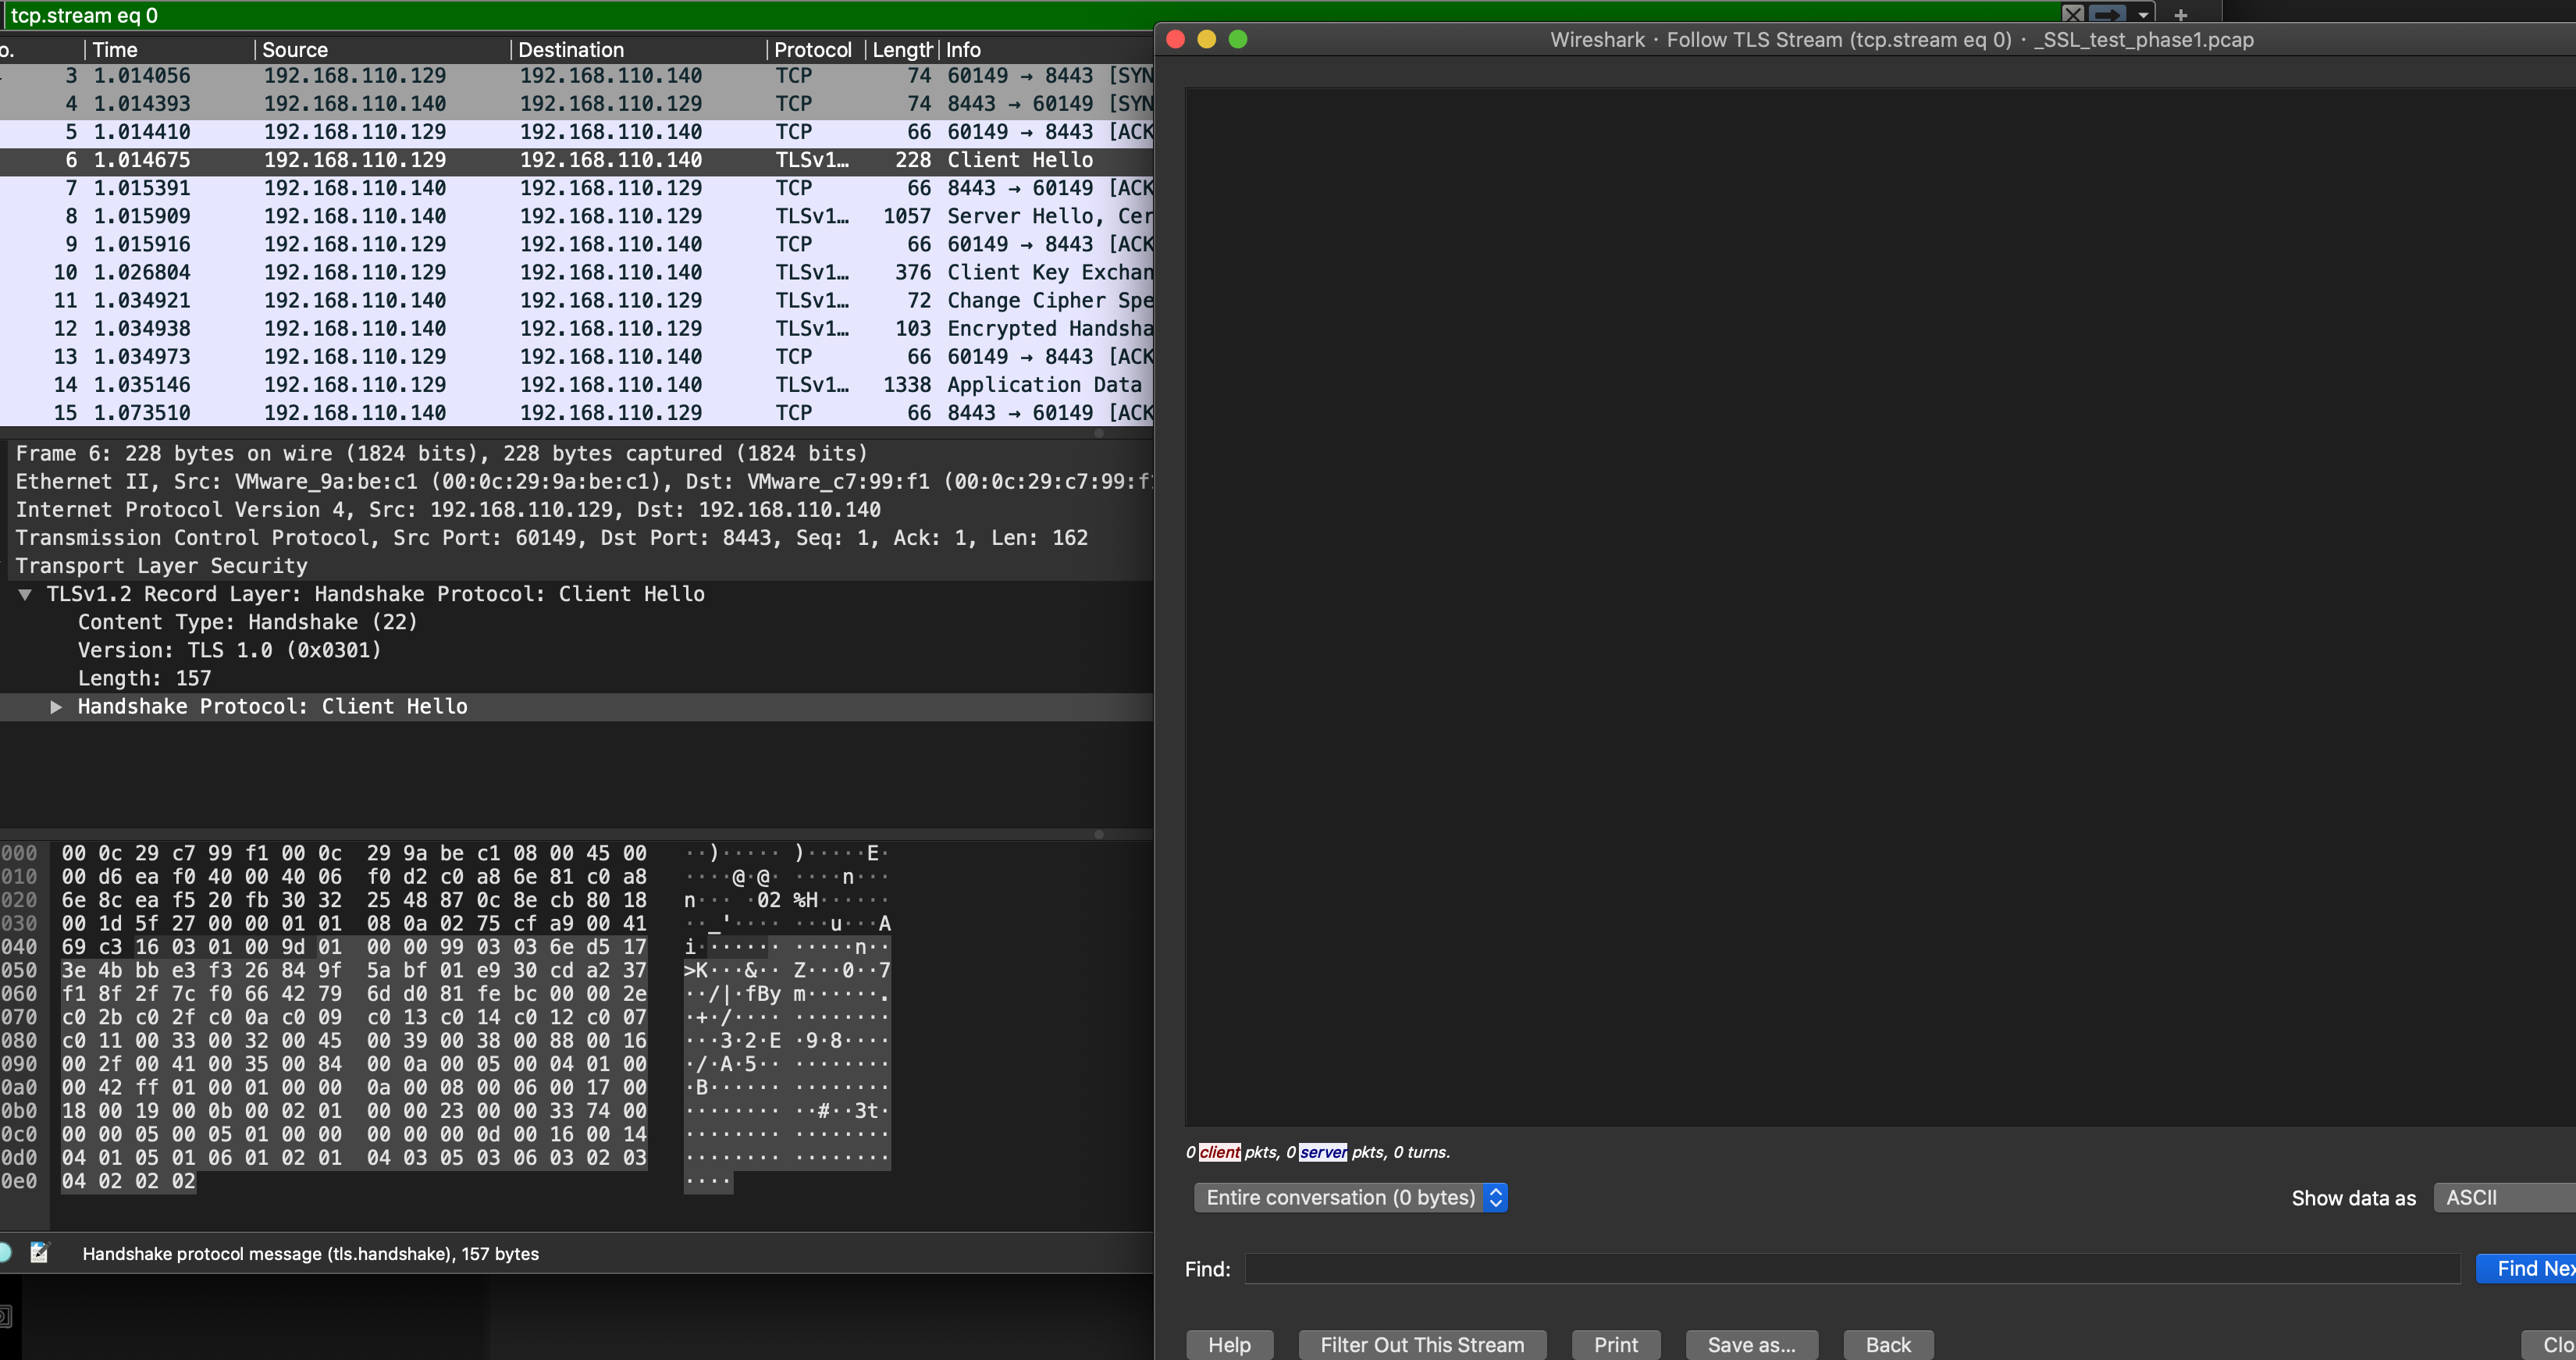 tcp.stream eq 0
o. Time Source Destination Protocol Length Info
3 1.014056 192.168.110.129 192.168.110.140 TCP 74 60149 → 8443 [SYN
4 1.014393 192.168.110.140 192.168.110.129 TCP 74 8443 → 60149 [SYN
5 1.014410 192.168.110.129 192.168.110.140 TCP 66 60149 → 8443 [ACK
6 1.014675 192.168.110.129 192.168.110.140 TLSv1… 228 Client Hello
7 1.015391 192.168.110.140 192.168.110.129 TCP 66 8443 → 60149 [ACK
8 1.015909 192.168.110.140 192.168.110.129 TLSv1… 1057 Server Hello, Cer
9 1.015916 192.168.110.129 192.168.110.140 TCP 66 60149 → 8443 [ACK
10 1.026804 192.168.110.129 192.168.110.140 TLSv1… 376 Client Key Exchan
11 1.034921 192.168.110.140 192.168.110.129 TLSv1… 72 Change Cipher Spe
12 1.034938 192.168.110.140 192.168.110.129 TLSv1… 103 Encrypted Handsha
13 1.034973 192.168.110.129 192.168.110.140 TCP 66 60149 → 8443 [ACK
14 1.035146 192.168.110.129 192.168.110.140 TLSv1… 1338 Application Data
15 1.073510 192.168.110.140 192.168.110.129 TCP 66 8443 → 60149 [ACK
Frame 6: 228 bytes on wire (1824 bits), 228 bytes captured (1824 bits)
Ethernet II, Src: VMware_9a:be:c1 (00:0c:29:9a:be:c1), Dst: VMware_c7:99:f1 (00:0c:29:c7:99:f1
Internet Protocol Version 4, Src: 192.168.110.129, Dst: 192.168.110.140
Transmission Control Protocol, Src Port: 60149, Dst Port: 8443, Seq: 1, Ack: 1, Len: 162
Transport Layer Security
TLSv1.2 Record Layer: Handshake Protocol: Client Hello
Content Type: Handshake (22)
Version: TLS 1.0 (0x0301)
Length: 157
Handshake Protocol: Client Hello
000 00 0c 29 c7 99 f1 00 0c 29 9a be c1 08 00 45 00 ··)····· )·····E·
010 00 d6 ea f0 40 00 40 06 f0 d2 c0 a8 6e 81 c0 a8 ····@·@· ····n···
020 6e 8c ea f5 20 fb 30 32 25 48 87 0c 8e cb 80 18 n··· ·02 %H······
030 00 1d 5f 27 00 00 01 01 08 0a 02 75 cf a9 00 41 ··_'···· ···u···A
040 69 c3 16 03 01 00 9d 01 00 00 99 03 03 6e d5 17 i······· ·····n··
050 3e 4b bb e3 f3 26 84 9f 5a bf 01 e9 30 cd a2 37 >K···&·· Z···0··7
060 f1 8f 2f 7c f0 66 42 79 6d d0 81 fe bc 00 00 2e ··/|·fBy m······.
070 c0 2b c0 2f c0 0a c0 09 c0 13 c0 14 c0 12 c0 07 ·+·/···· ········
080 c0 11 00 33 00 32 00 45 00 39 00 38 00 88 00 16 ···3·2·E ·9·8····
090 00 2f 00 41 00 35 00 84 00 0a 00 05 00 04 01 00 ·/·A·5·· ········
0a0 00 42 ff 01 00 01 00 00 0a 00 08 00 06 00 17 00 ·B······ ········
0b0 18 00 19 00 0b 00 02 01 00 00 23 00 00 33 74 00 ········ ··#··3t·
0c0 00 00 05 00 05 01 00 00 00 00 00 0d 00 16 00 14 ········ ········
0d0 04 01 05 01 06 01 02 01 04 03 05 03 06 03 02 03 ········ ········
0e0 04 02 02 02 ····
Handshake protocol message (tls.handshake), 157 bytes
Wireshark · Follow TLS Stream (tcp.stream eq 0) · _SSL_test_phase1.pcap
0 client pkts, 0 server pkts, 0 turns.
Entire conversation (0 bytes) Show data as ASCII
Find: Find Nex
Help Filter Out This Stream Print Save as… Back Clo